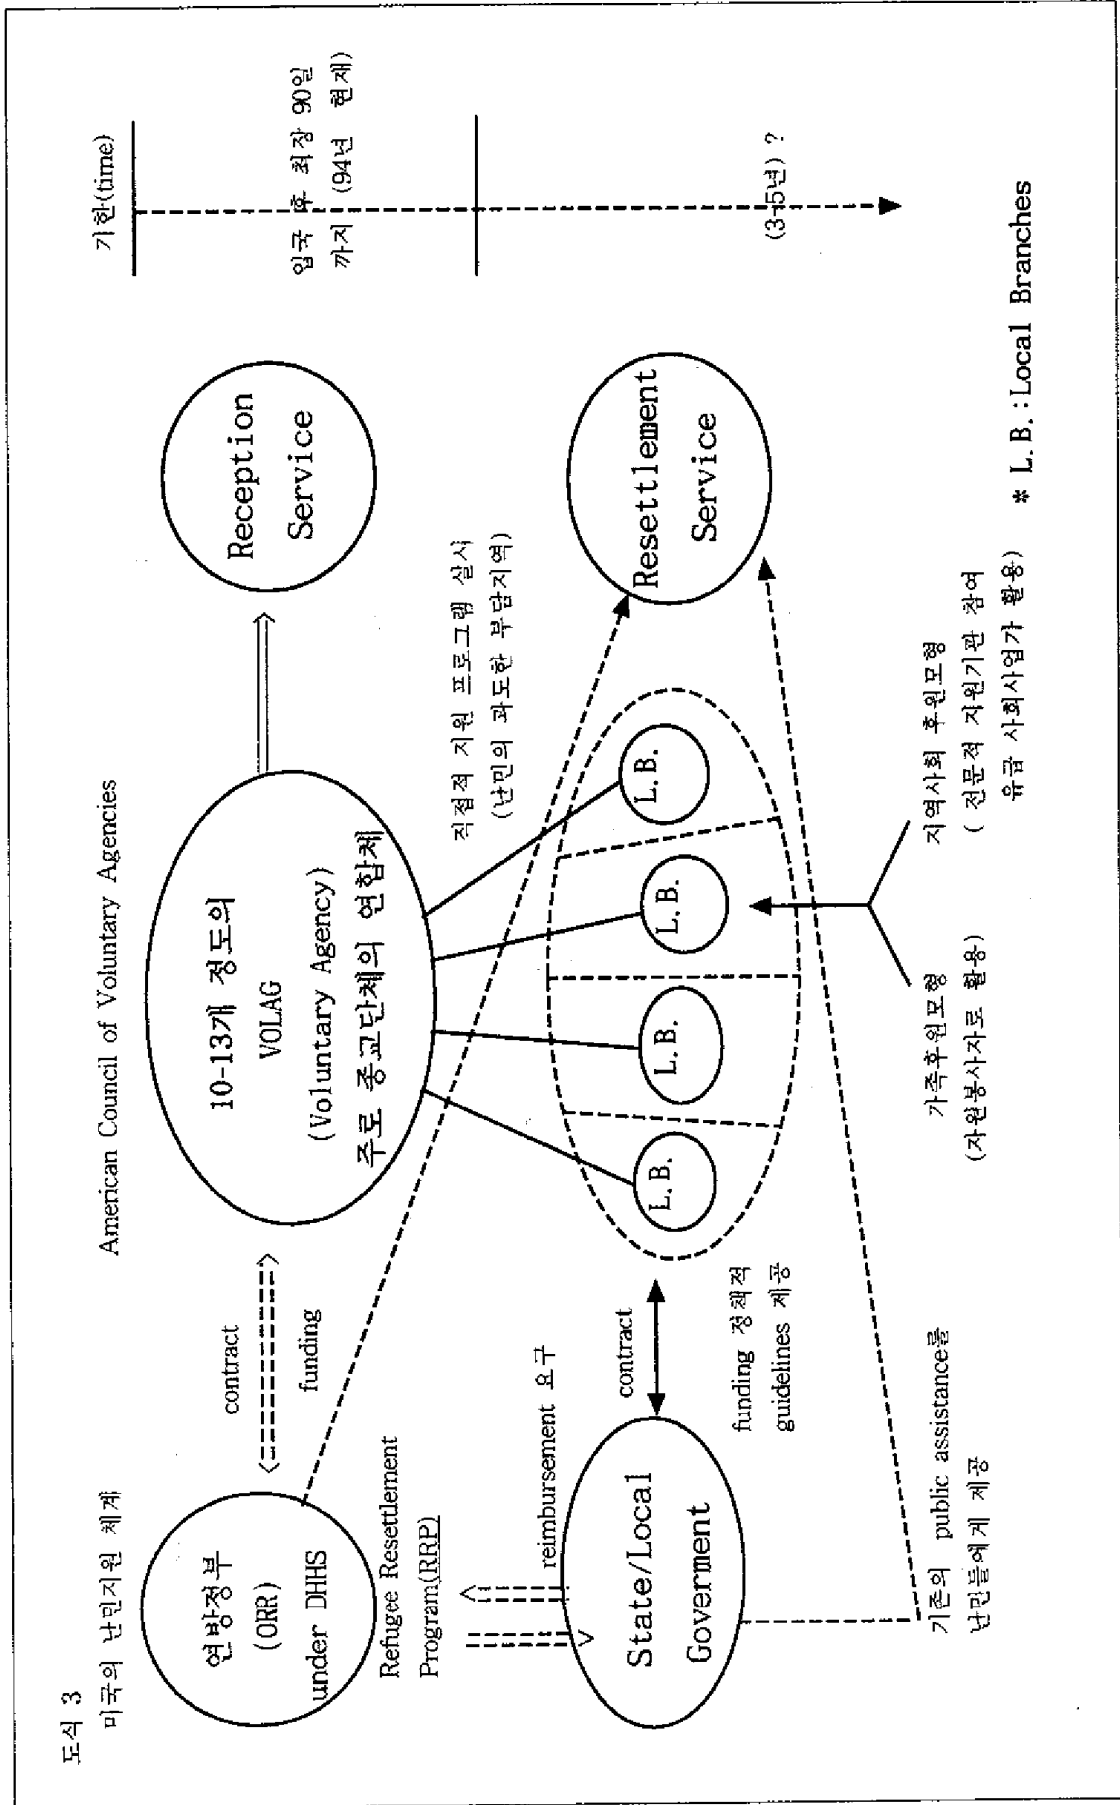 도식 3
미국의 난민지원 체계
American Council of Voluntary Agencies
기한(time)
연방정부
(ORR)
under DHHS
contract
funding
10-13개 정도의
VOLAG
(Voluntary Agency)
주로 종교단체의 연합체
Reception
Service
입국 후 최장 90일
까지 (94년 현재)
Refugee Resettlement
Program(RRP)
reimbursement 요구
직접적 지원 프로그램 실시
(난민의 과도한 부담지역)
State/Local
Goverment
contract
funding 정책적
guidelines 제공
L.B.
L.B.
L.B.
L.B.
Resettlement
Service
(3-5년) ?
기존의 public assistance를
난민들에게 제공
가족후원모형
(자원봉사자로 활용)
지역사회 후원모형
( 전문적 지원기관 참여
유급 사회사업가 활용)
* L.B.:Local Branches